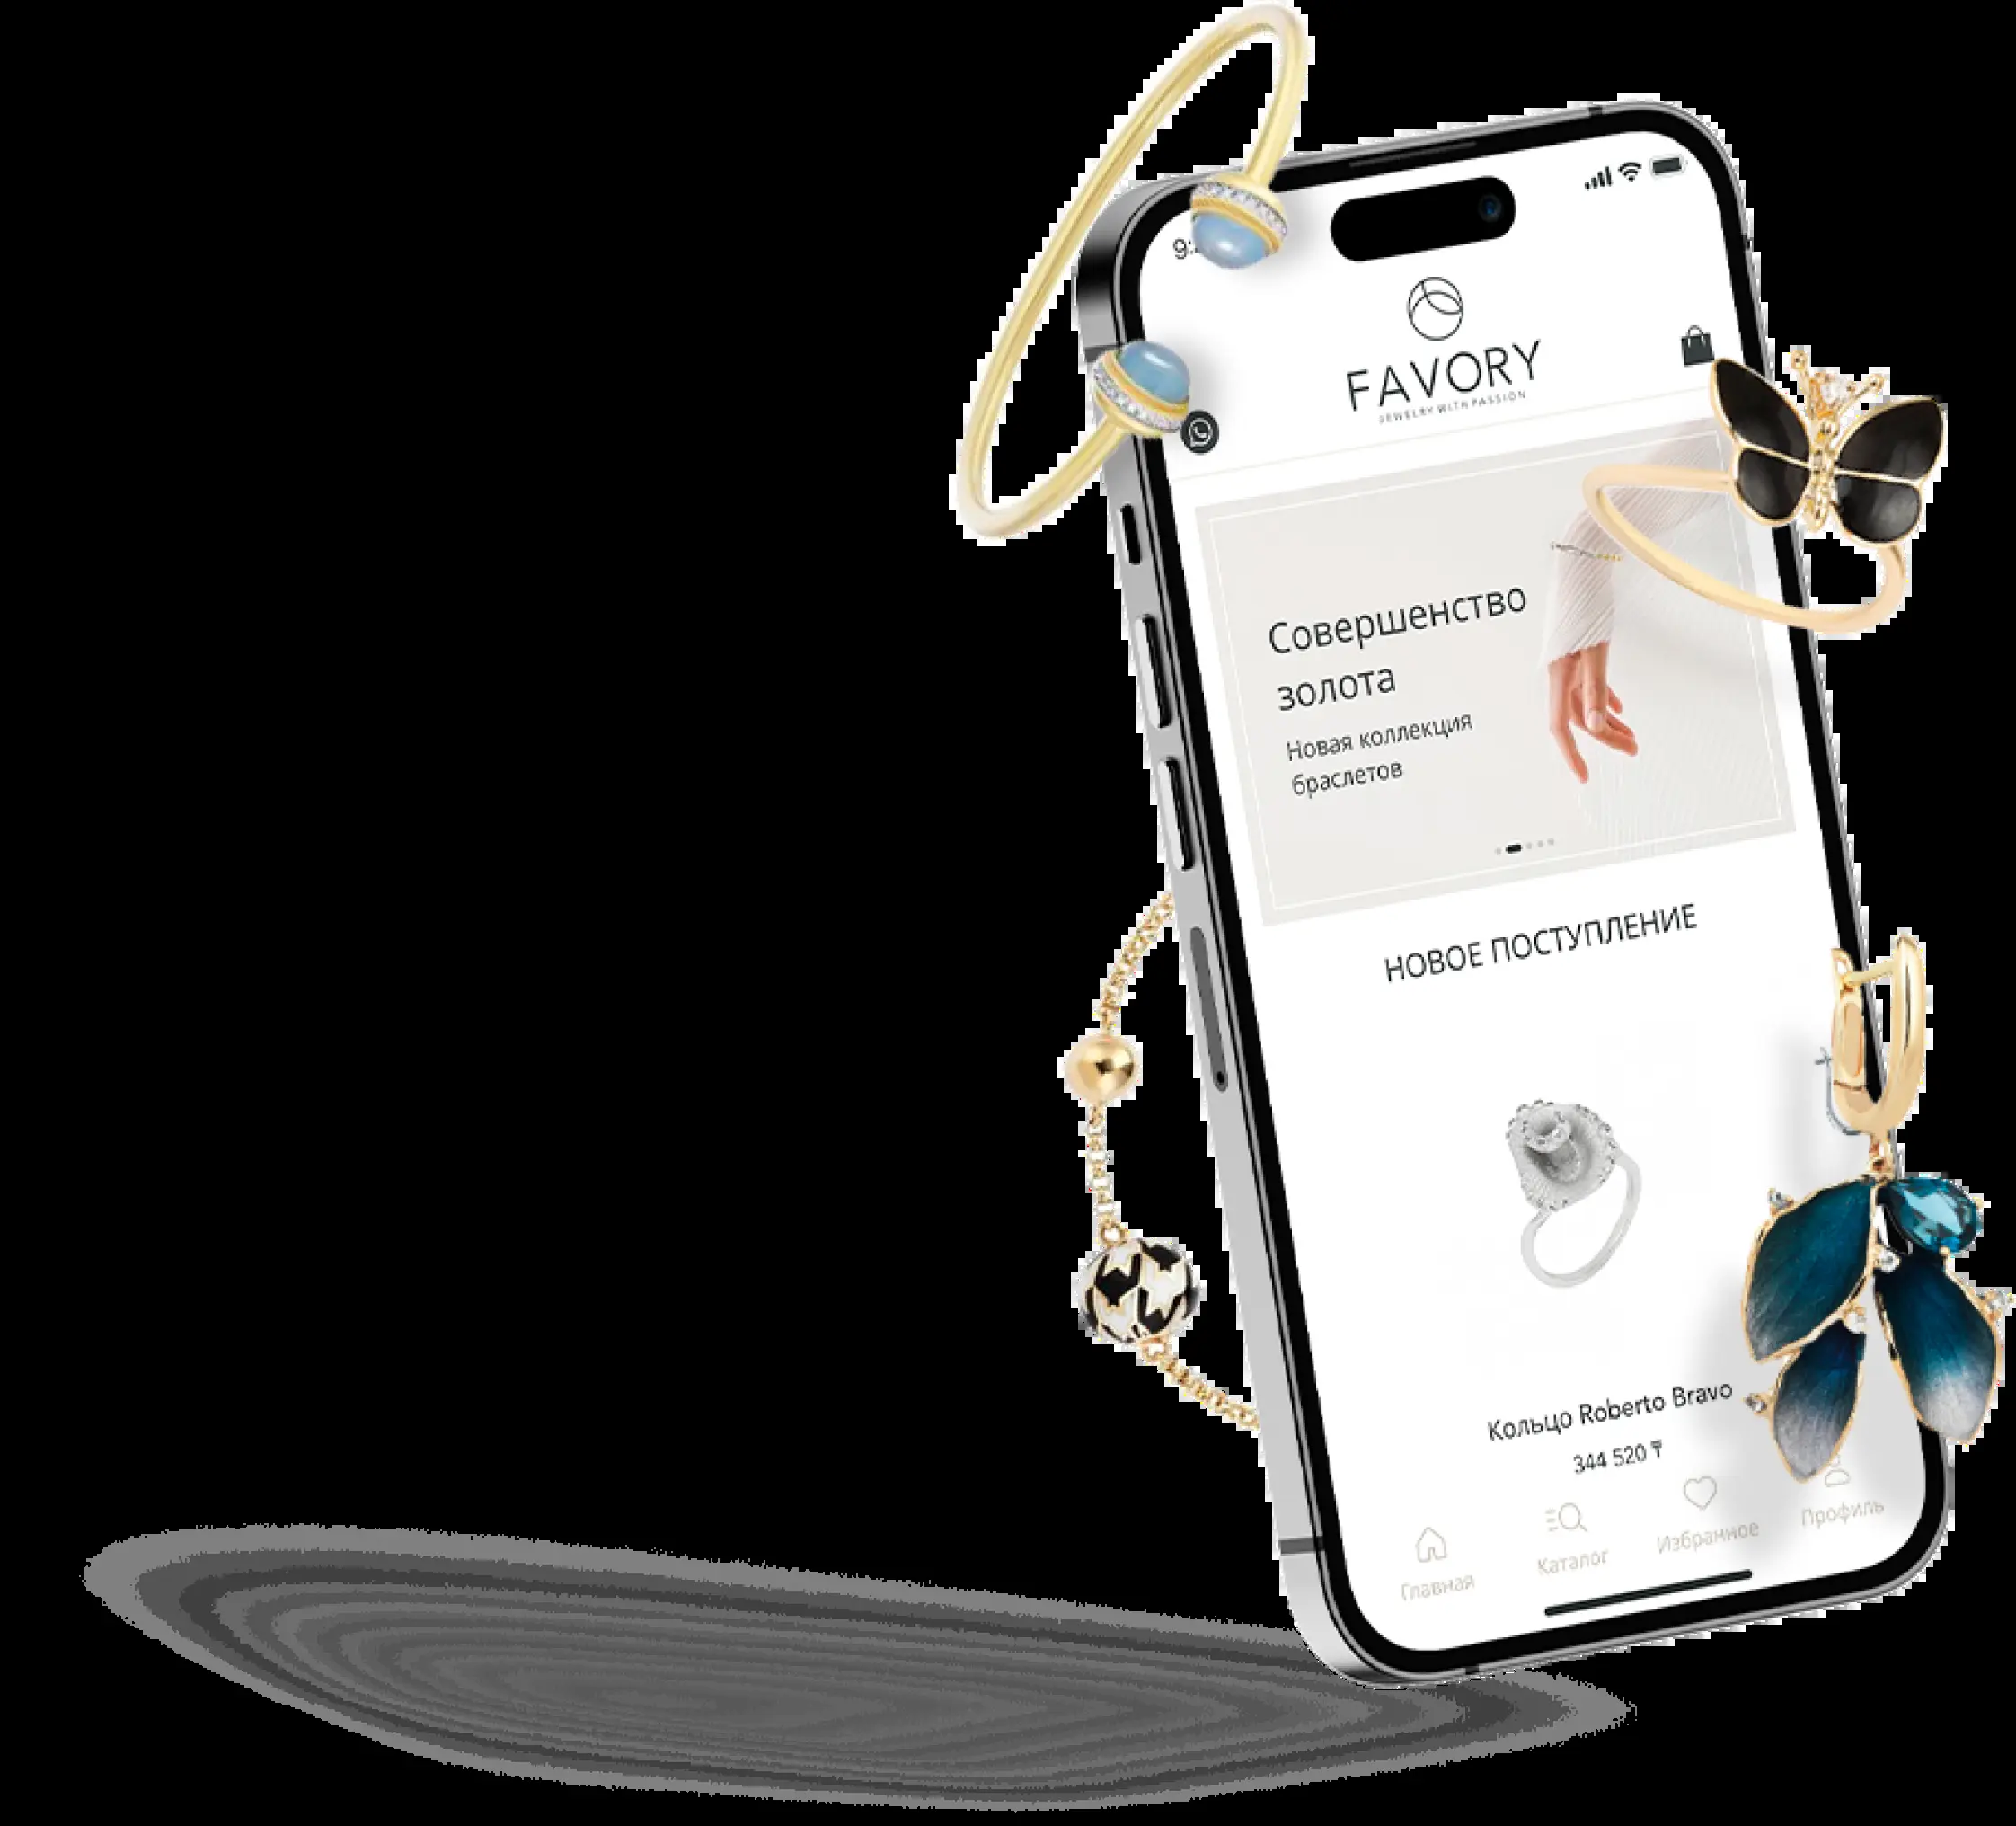 FAVORY
JEWELRY WITH PASSION
Совершенство
золота
Новая коллекция
браслетов
НОВОЕ ПОСТУПЛЕНИЕ
Кольцо Roberto Bravo
344 520 ₸
Главная
Каталог
Избранное
Профиль